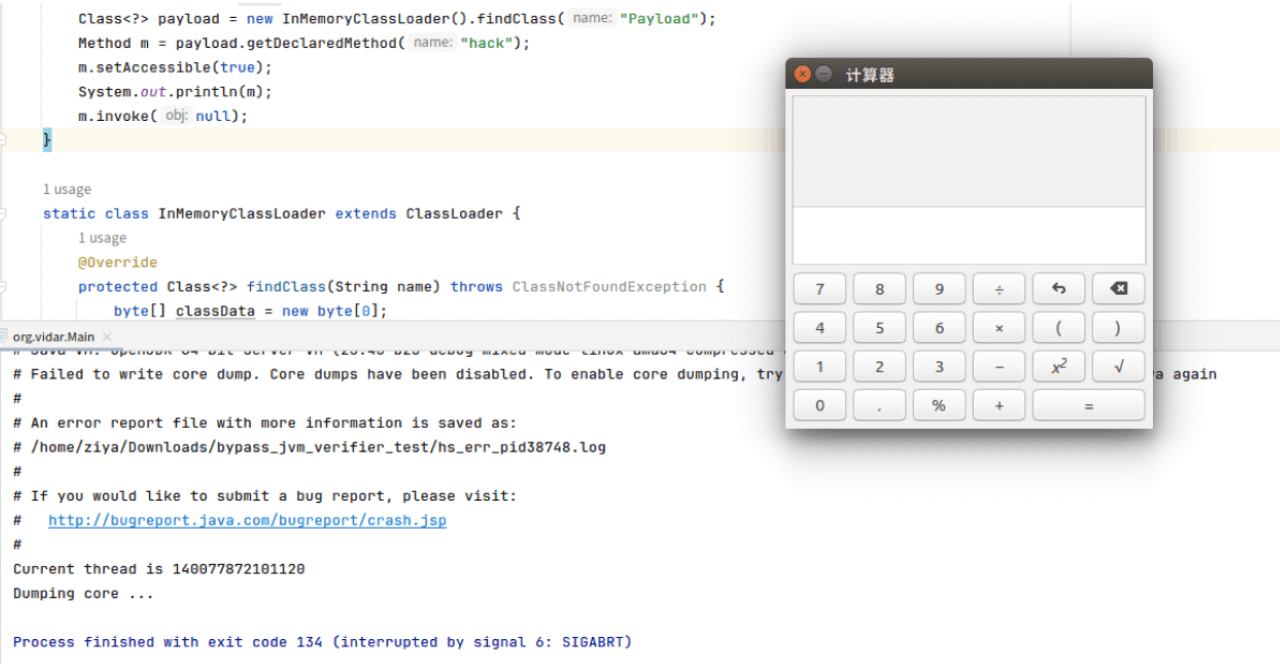 Class<?> payload = new InMemoryClassLoader().findClass( name: "Payload");
Method m = payload.getDeclaredMethod( name: "hack");
m.setAccessible(true);
System.out.println(m);
m.invoke( obj: null);
}
1 usage
static class InMemoryClassLoader extends ClassLoader {
1 usage
@Override
protected Class<?> findClass(String name) throws ClassNotFoundException {
byte[] classData = new byte[0];
org.vidar.Main
# Failed to write core dump. Core dumps have been disabled. To enable core dumping, try
a again
#
# An error report file with more information is saved as:
# /home/ziya/Downloads/bypass_jvm_verifier_test/hs_err_pid38748.log
#
# If you would like to submit a bug report, please visit:
# http://bugreport.java.com/bugreport/crash.jsp
#
Current thread is 140077872101120
Dumping core ...
Process finished with exit code 134 (interrupted by signal 6: SIGABRT)
计算器
7 8 9 ÷
4 5 6 × ( )
1 2 3 − x² √
0 . % + =